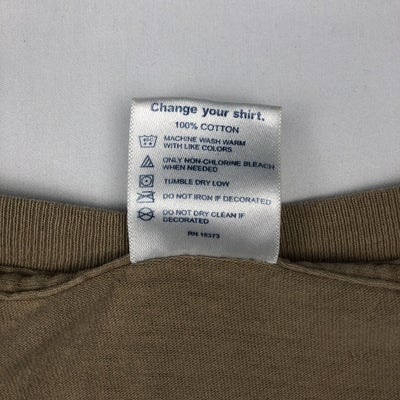 Change your shirt.
100% COTTON
MACHINE WASH WARM
WITH LIKE COLORS
ONLY NON-CHLORINE BLEACH
WHEN NEEDED
TUMBLE DRY LOW
DO NOT IRON IF DECORATED
DO NOT DRY CLEAN IF
DECORATED
RN 15373